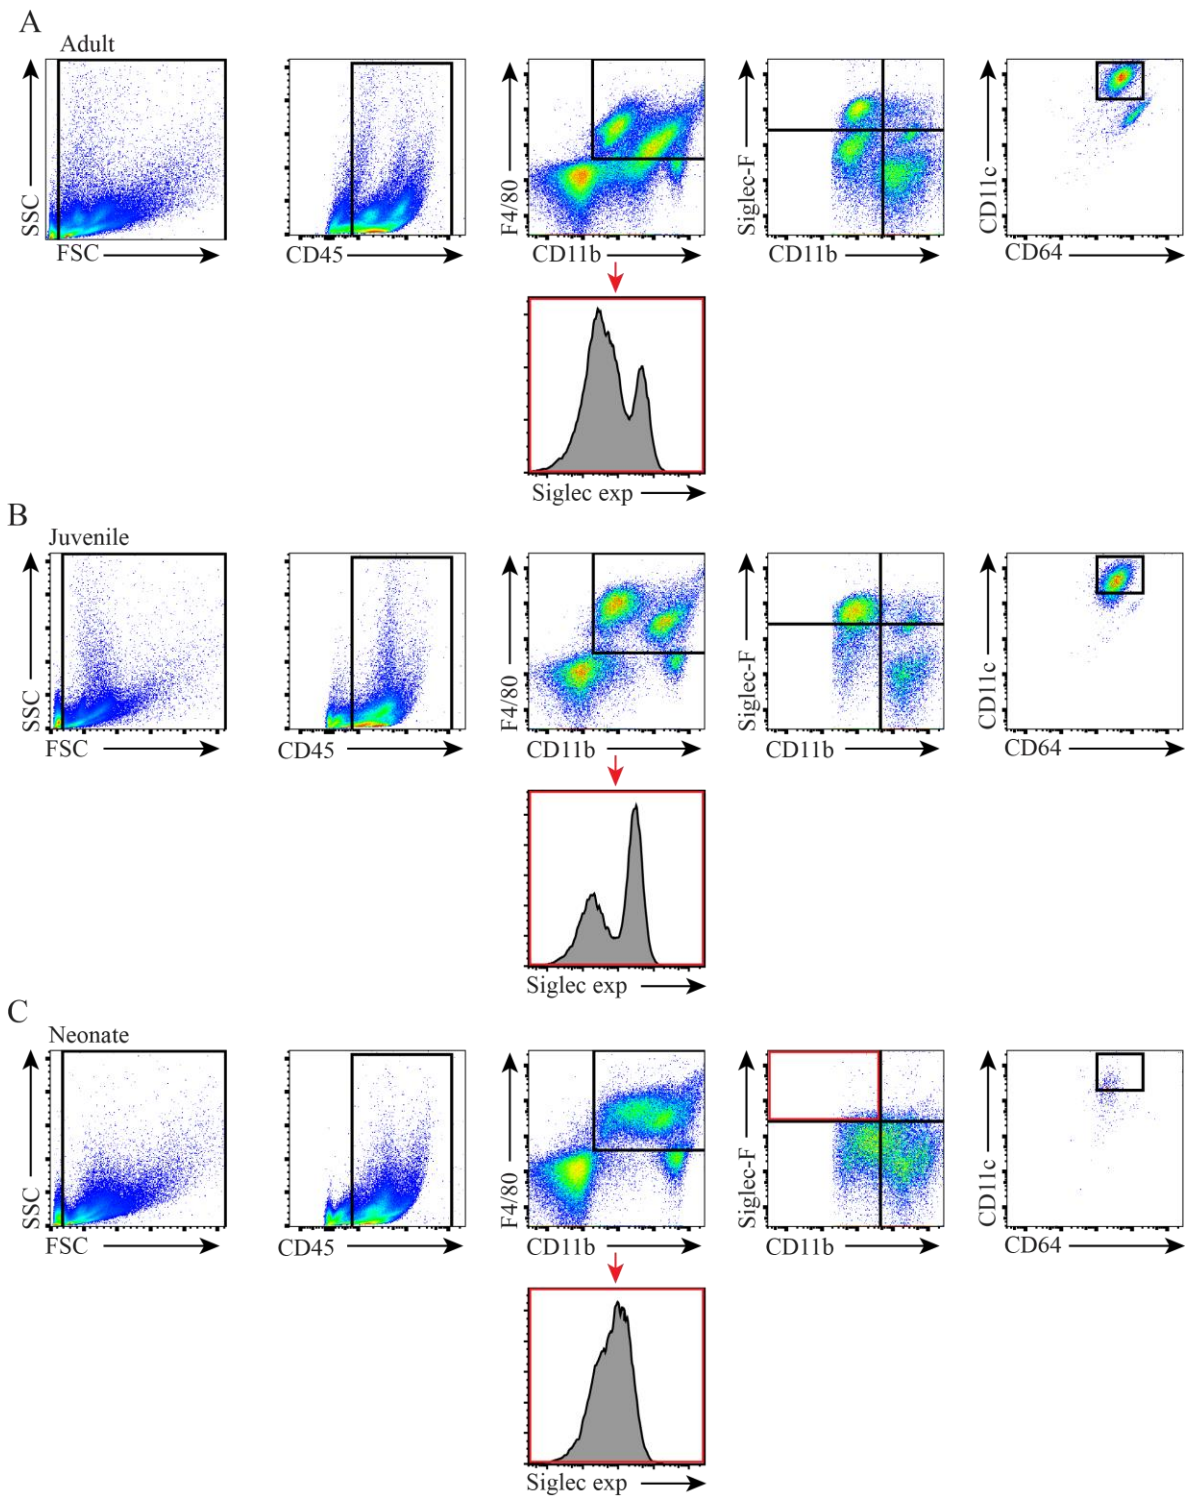 A
Adult
SSC
FSC
CD45
F4/80
CD11b
Siglec-F
CD11b
CD11c
CD64
Siglec exp
B
Juvenile
SSC
FSC
CD45
F4/80
CD11b
Siglec-F
CD11b
CD11c
CD64
Siglec exp
C
Neonate
SSC
FSC
CD45
F4/80
CD11b
Siglec-F
CD11b
CD11c
CD64
Siglec exp